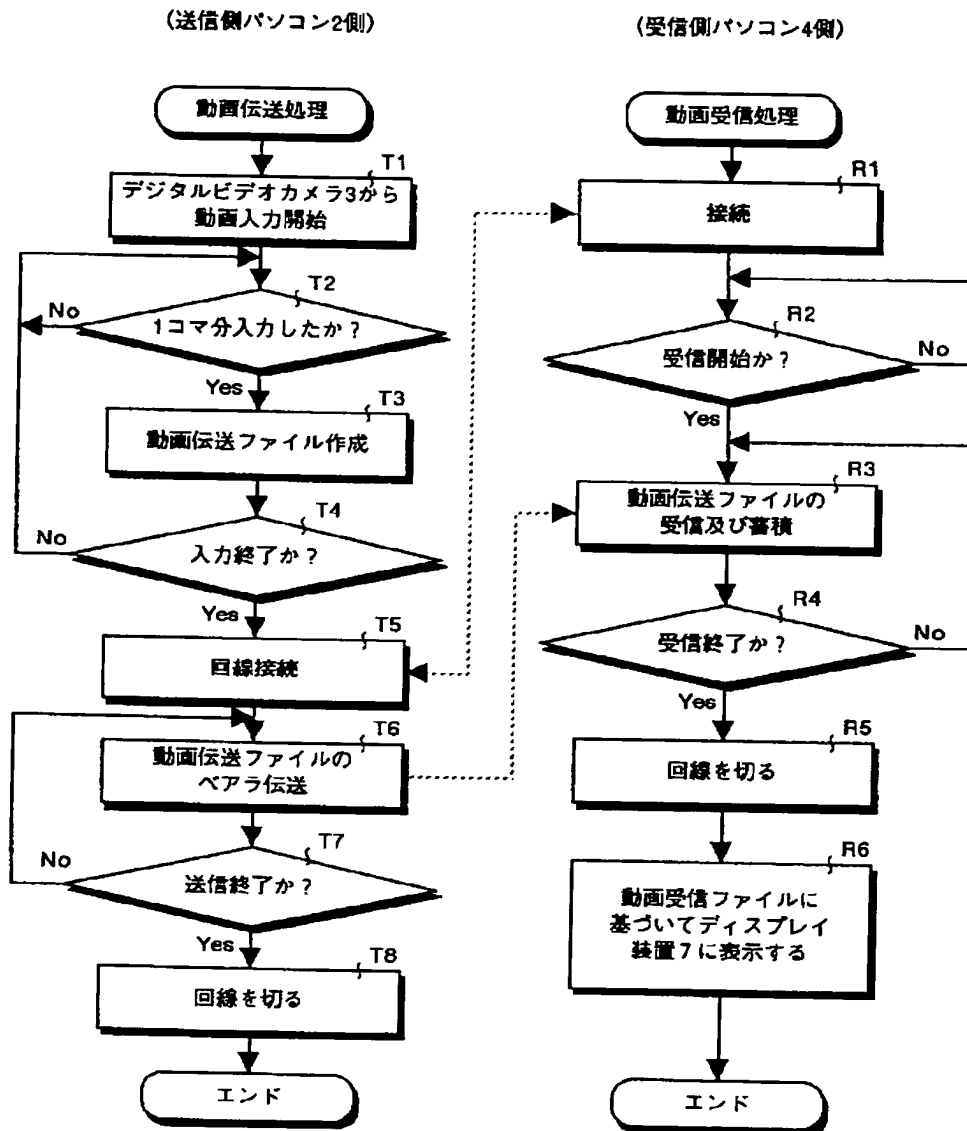 (送信側パソコン2側)
動画伝送処理
T1
デジタルビデオカメラ3から
動画入力開始
T2
No
1コマ分入力したか?
Yes
T3
動画伝送ファイル作成
T4
No
入力終了か?
Yes
T5
回線接続
T6
動画伝送ファイルの
ベアラ伝送
T7
No
送信終了か?
Yes
T8
回線を切る
エンド
(受信側パソコン4側)
動画受信処理
R1
接続
R2
No
受信開始か?
Yes
R3
動画伝送ファイルの
受信及び蓄積
R4
No
受信終了か?
Yes
R5
回線を切る
R6
動画受信ファイルに
基づいてディスプレイ
装置7に表示する
エンド